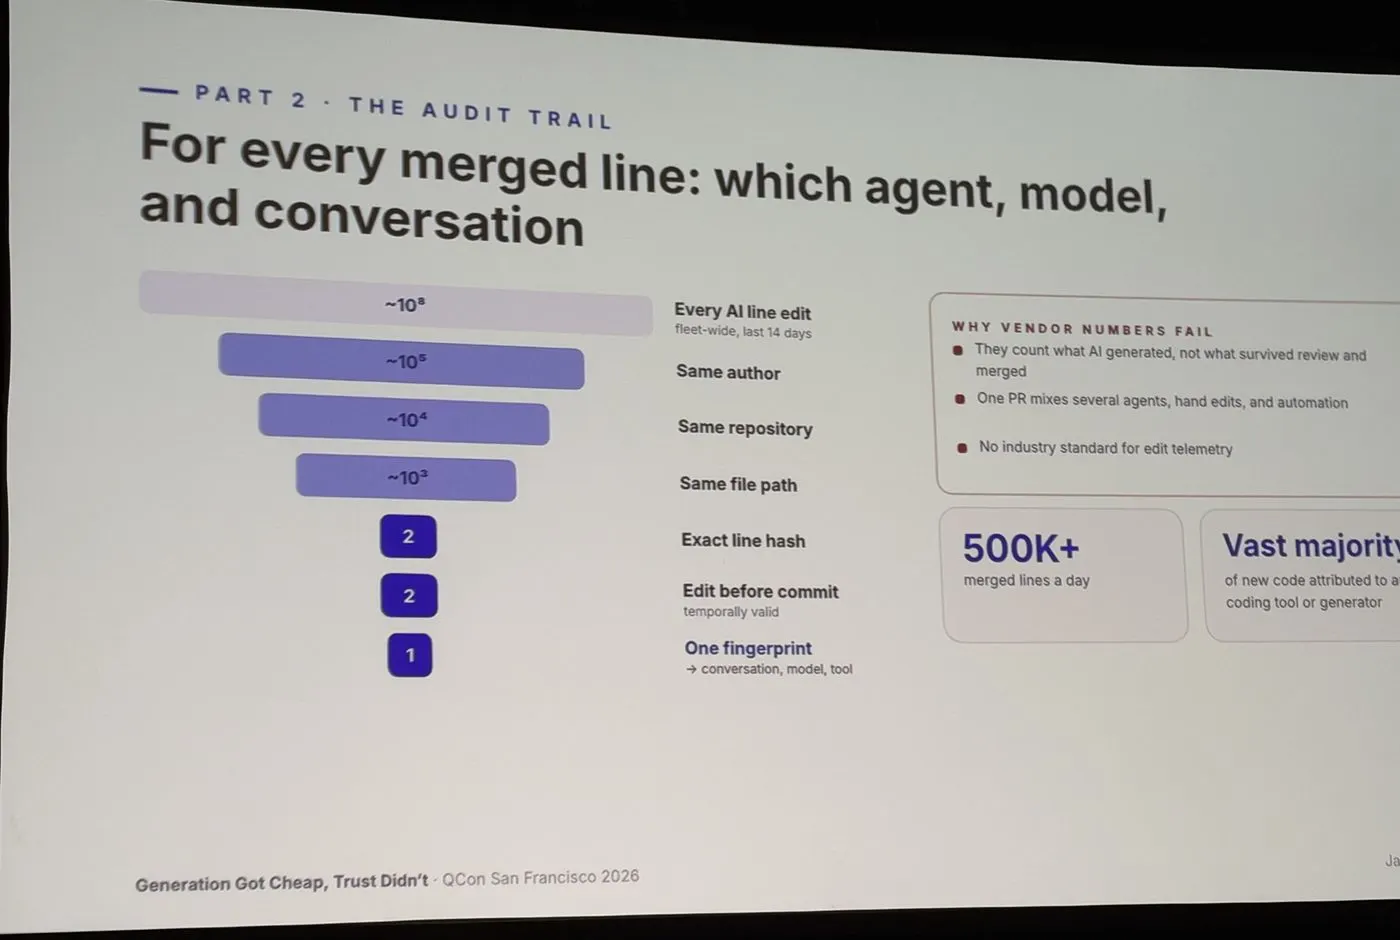 PART 2 · THE AUDIT TRAIL
For every merged line: which agent, model,
and conversation
~10⁸
Every AI line edit
fleet-wide, last 14 days
~10⁵
Same author
~10⁴
Same repository
~10³
Same file path
2
Exact line hash
2
Edit before commit
temporally valid
1
One fingerprint
→ conversation, model, tool
WHY VENDOR NUMBERS FAIL
They count what AI generated, not what survived review and
merged
One PR mixes several agents, hand edits, and automation
No industry standard for edit telemetry
500K+
merged lines a day
Vast majority
of new code attributed to
coding tool or generator
Generation Got Cheap, Trust Didn't · QCon San Francisco 2026